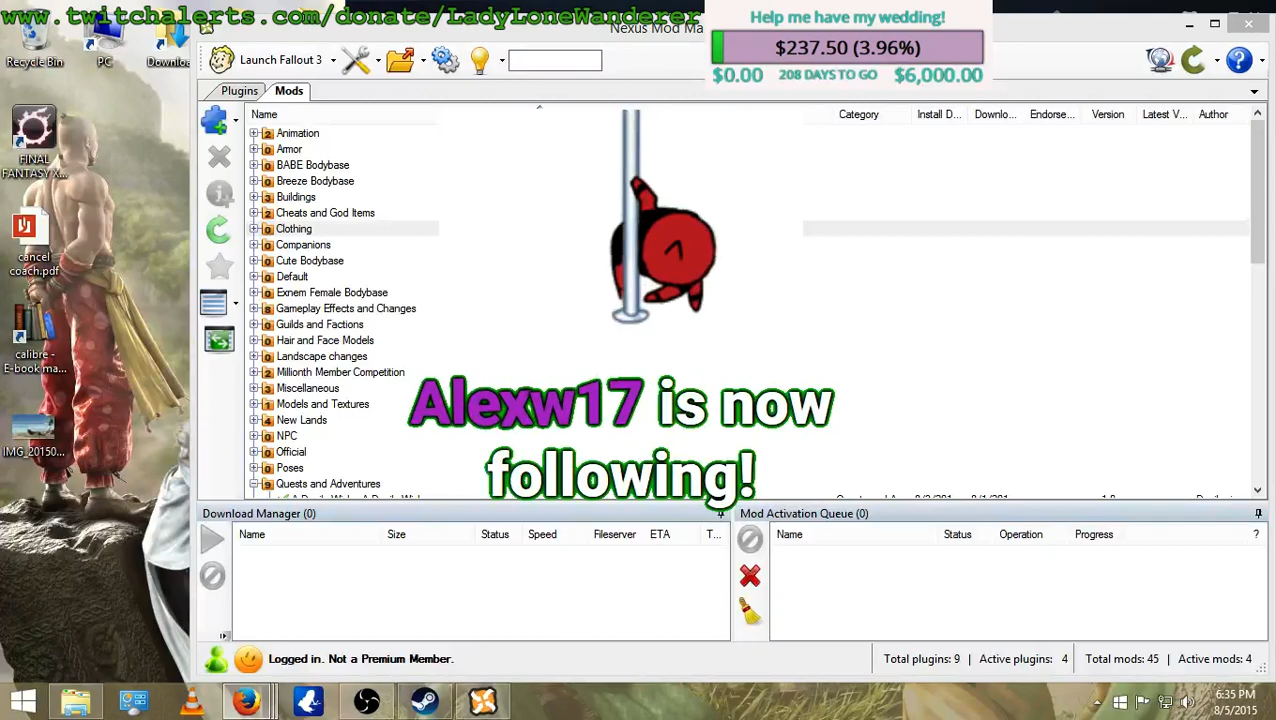 www.twitchalerts.com/donate/LadyLoneWanderer
Help me have my wedding!
$237.50 (3.96%)
$0.00 208 DAYS TO GO $6,000.00
Nexus Mod Ma
Recycle Bin
PC
Downloa
FINAL
FANTASY X...
cancel
coach.pdf
calibre -
E-book ma...
IMG_20150...
Launch Fallout 3
Plugins Mods
Name Category Install D... Downlo... Endorse... Version Latest V... Author
2 Animation
0 Armor
0 BABE Bodybase
0 Breeze Bodybase
3 Buildings
2 Cheats and God Items
0 Clothing
0 Companions
0 Cute Bodybase
0 Default
0 Exnem Female Bodybase
8 Gameplay Effects and Changes
0 Guilds and Factions
0 Hair and Face Models
0 Landscape changes
2 Millionth Member Competition
3 Miscellaneous
1 Models and Textures
4 New Lands
0 NPC
0 Official
0 Poses
9 Quests and Adventures
Alexw17 is now
following!
Download Manager (0)
Name Size Status Speed Fileserver ETA T...
Mod Activation Queue (0)
Name Status Operation Progress ?
Logged in. Not a Premium Member.
Total plugins: 9 Active plugins: 4 Total mods: 45 Active mods: 4
6:35 PM
8/5/2015